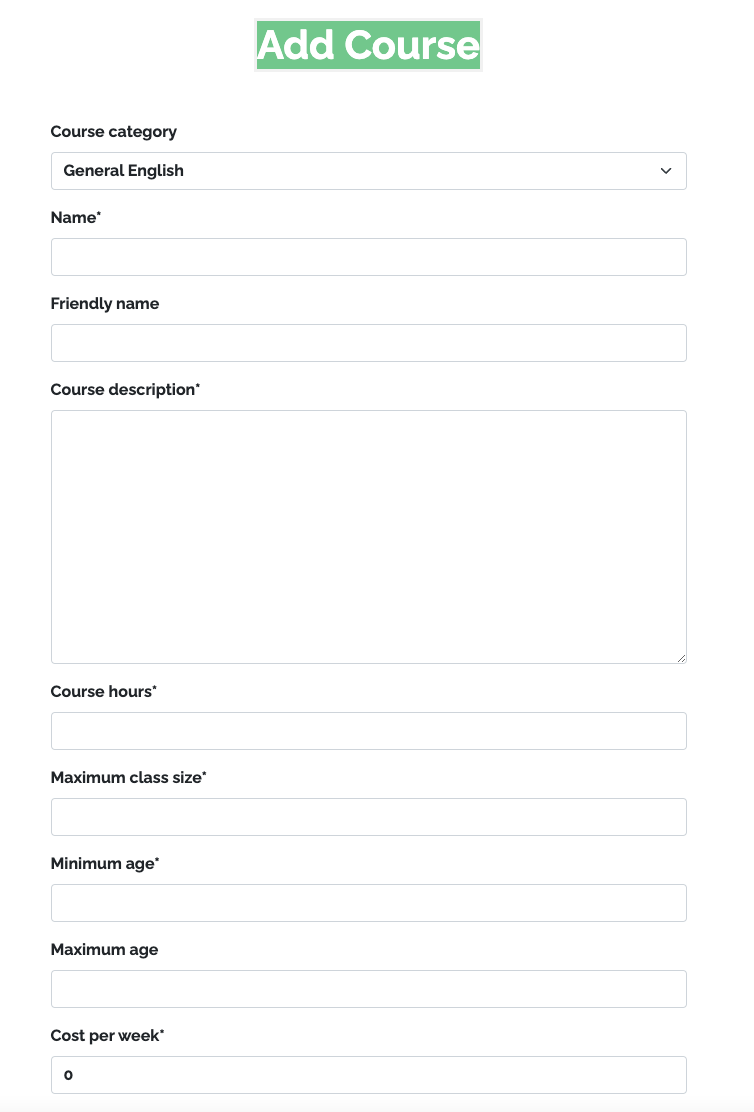 Add Course
Course category
General English
Name*
Friendly name
Course description*
Course hours*
Maximum class size*
Minimum age*
Maximum age
Cost per week*
0